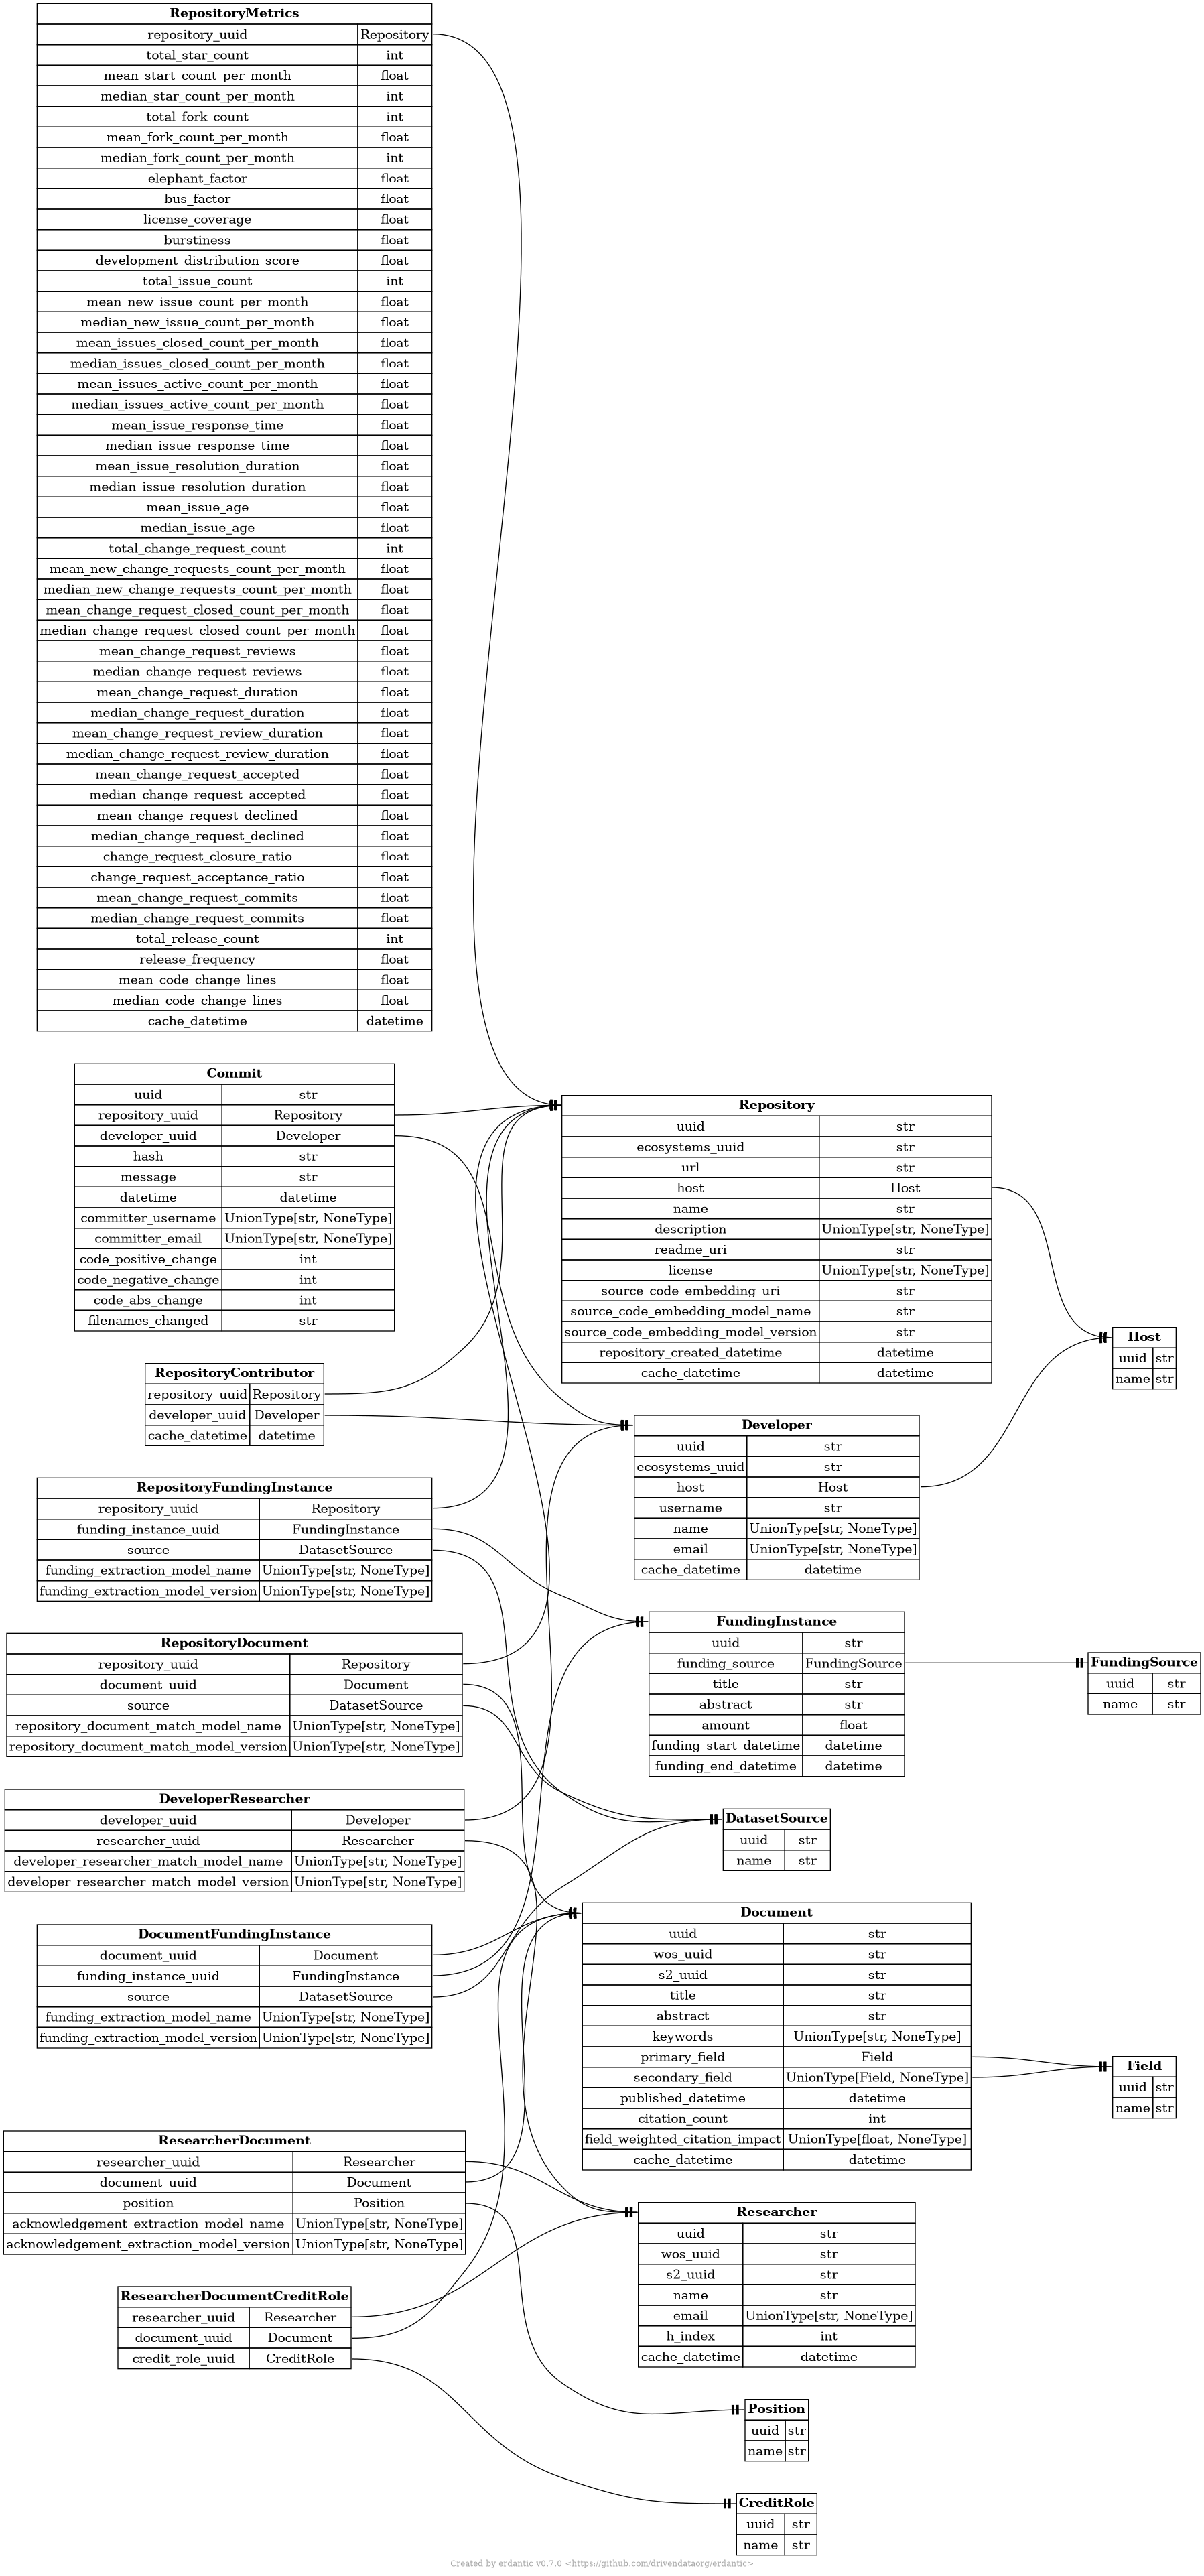 RepositoryMetrics
repository_uuid Repository
total_star_count int
mean_start_count_per_month float
median_star_count_per_month int
total_fork_count int
mean_fork_count_per_month float
median_fork_count_per_month int
elephant_factor float
bus_factor float
license_coverage float
burstiness float
development_distribution_score float
total_issue_count int
mean_new_issue_count_per_month float
median_new_issue_count_per_month float
mean_issues_closed_count_per_month float
median_issues_closed_count_per_month float
mean_issues_active_count_per_month float
median_issues_active_count_per_month float
mean_issue_response_time float
median_issue_response_time float
mean_issue_resolution_duration float
median_issue_resolution_duration float
mean_issue_age float
median_issue_age float
total_change_request_count int
mean_new_change_requests_count_per_month float
median_new_change_requests_count_per_month float
mean_change_request_closed_count_per_month float
median_change_request_closed_count_per_month float
mean_change_request_reviews float
median_change_request_reviews float
mean_change_request_duration float
median_change_request_duration float
mean_change_request_review_duration float
median_change_request_review_duration float
mean_change_request_accepted float
median_change_request_accepted float
mean_change_request_declined float
median_change_request_declined float
change_request_closure_ratio float
change_request_acceptance_ratio float
mean_change_request_commits float
median_change_request_commits float
total_release_count int
release_frequency float
mean_code_change_lines float
median_code_change_lines float
cache_datetime datetime
Commit
uuid str
repository_uuid Repository
developer_uuid Developer
hash str
message str
datetime datetime
committer_username UnionType[str, NoneType]
committer_email UnionType[str, NoneType]
code_positive_change int
code_negative_change int
code_abs_change int
filenames_changed str
RepositoryContributor
repository_uuid Repository
developer_uuid Developer
cache_datetime datetime
RepositoryFundingInstance
repository_uuid Repository
funding_instance_uuid FundingInstance
source DatasetSource
funding_extraction_model_name UnionType[str, NoneType]
funding_extraction_model_version UnionType[str, NoneType]
RepositoryDocument
repository_uuid Repository
document_uuid Document
source DatasetSource
repository_document_match_model_name UnionType[str, NoneType]
repository_document_match_model_version UnionType[str, NoneType]
DeveloperResearcher
developer_uuid Developer
researcher_uuid Researcher
developer_researcher_match_model_name UnionType[str, NoneType]
developer_researcher_match_model_version UnionType[str, NoneType]
DocumentFundingInstance
document_uuid Document
funding_instance_uuid FundingInstance
source DatasetSource
funding_extraction_model_name UnionType[str, NoneType]
funding_extraction_model_version UnionType[str, NoneType]
ResearcherDocument
researcher_uuid Researcher
document_uuid Document
position Position
acknowledgement_extraction_model_name UnionType[str, NoneType]
acknowledgement_extraction_model_version UnionType[str, NoneType]
ResearcherDocumentCreditRole
researcher_uuid Researcher
document_uuid Document
credit_role_uuid CreditRole
Repository
uuid str
ecosystems_uuid str
url str
host Host
name str
description UnionType[str, NoneType]
readme_uri str
license UnionType[str, NoneType]
source_code_embedding_uri str
source_code_embedding_model_name str
source_code_embedding_model_version str
repository_created_datetime datetime
cache_datetime datetime
Developer
uuid str
ecosystems_uuid str
host Host
username str
name UnionType[str, NoneType]
email UnionType[str, NoneType]
cache_datetime datetime
FundingInstance
uuid str
funding_source FundingSource
title str
abstract str
amount float
funding_start_datetime datetime
funding_end_datetime datetime
DatasetSource
uuid str
name str
Document
uuid str
wos_uuid str
s2_uuid str
title str
abstract str
keywords UnionType[str, NoneType]
primary_field Field
secondary_field UnionType[Field, NoneType]
published_datetime datetime
citation_count int
field_weighted_citation_impact UnionType[float, NoneType]
cache_datetime datetime
Researcher
uuid str
wos_uuid str
s2_uuid str
name str
email UnionType[str, NoneType]
h_index int
cache_datetime datetime
Position
uuid str
name str
CreditRole
uuid str
name str
Host
uuid str
name str
FundingSource
uuid str
name str
Field
uuid str
name str
Created by erdantic v0.7.0 <https://github.com/drivendataorg/erdantic>